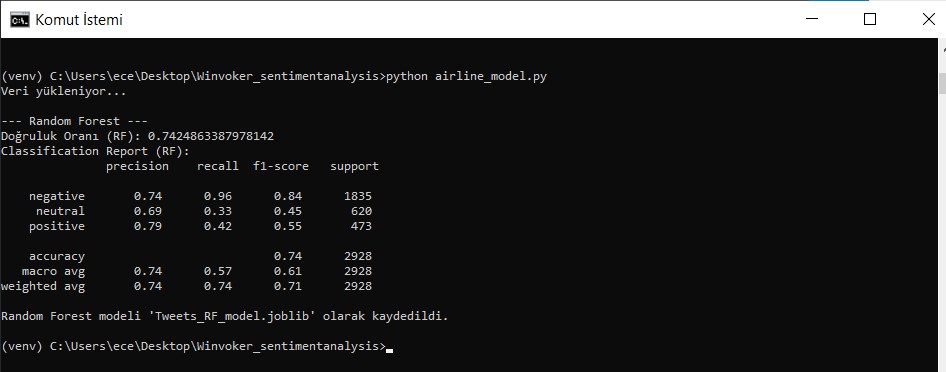 Komut İstemi
(venv) C:\Users\ece\Desktop\Winvoker_sentimentanalysis>python airline_model.py
Veri yükleniyor...
--- Random Forest ---
Doğruluk Oranı (RF): 0.7424863387978142
Classification Report (RF):
precision recall f1-score support
negative 0.74 0.96 0.84 1835
neutral 0.69 0.33 0.45 620
positive 0.79 0.42 0.55 473
accuracy 0.74 2928
macro avg 0.74 0.57 0.61 2928
weighted avg 0.74 0.74 0.71 2928
Random Forest modeli 'Tweets_RF_model.joblib' olarak kaydedildi.
(venv) C:\Users\ece\Desktop\Winvoker_sentimentanalysis>